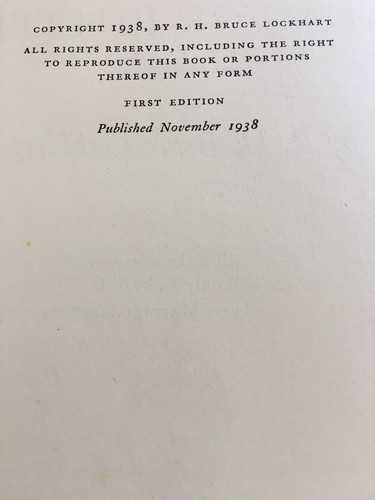 COPYRIGHT 1938, BY R. H. BRUCE LOCKHART
ALL RIGHTS RESERVED, INCLUDING THE RIGHT
TO REPRODUCE THIS BOOK OR PORTIONS
THEREOF IN ANY FORM
FIRST EDITION
Published November 1938